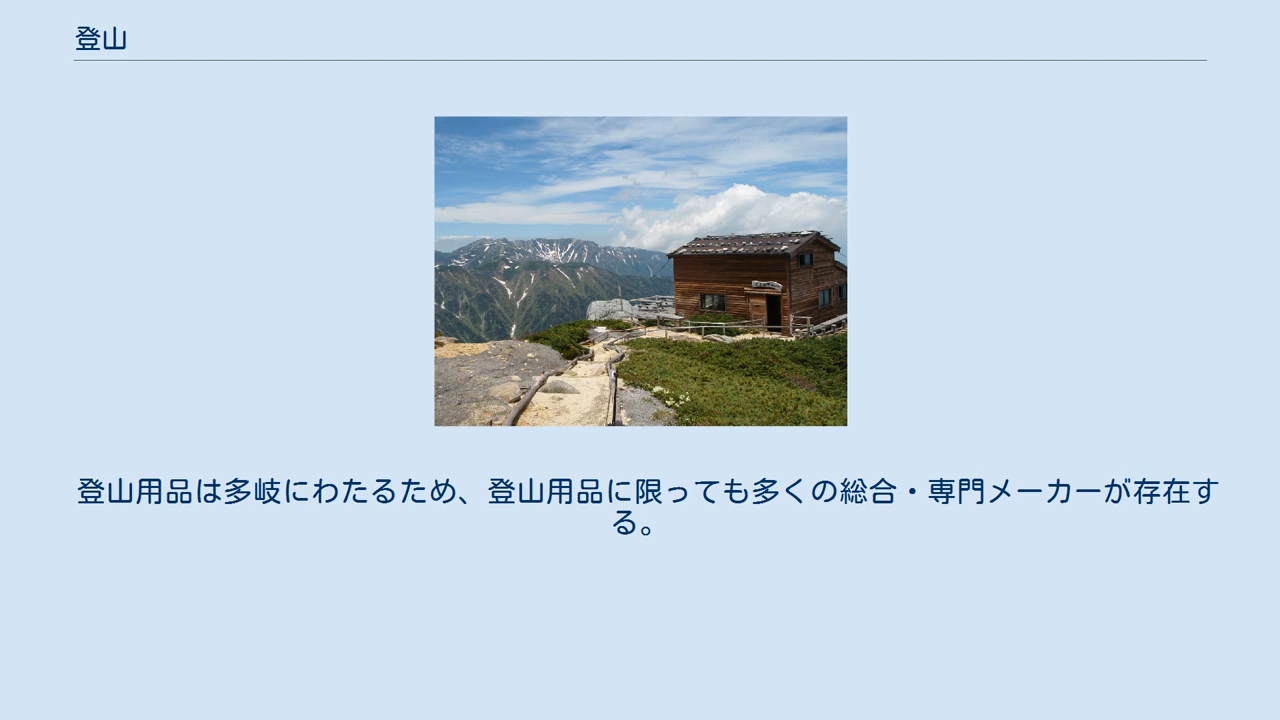 登山
登山用品は多岐にわたるため、登山用品に限っても多くの総合・専門メーカーが存在す
る。